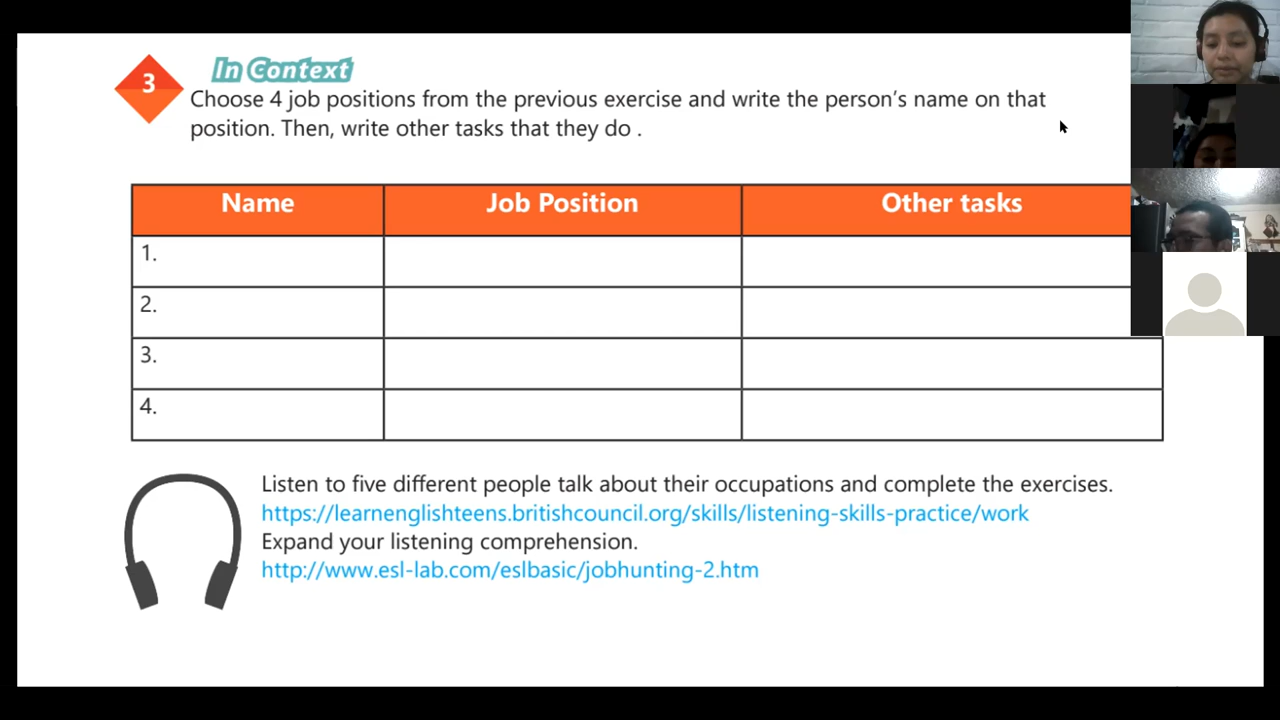 3
In Context
Choose 4 job positions from the previous exercise and write the person's name on that
position. Then, write other tasks that they do .
Name
Job Position
Other tasks
1.
2.
3.
4.
Listen to five different people talk about their occupations and complete the exercises.
https://learnenglishteens.britishcouncil.org/skills/listening-skills-practice/work
Expand your listening comprehension.
http://www.esl-lab.com/eslbasic/jobhunting-2.htm